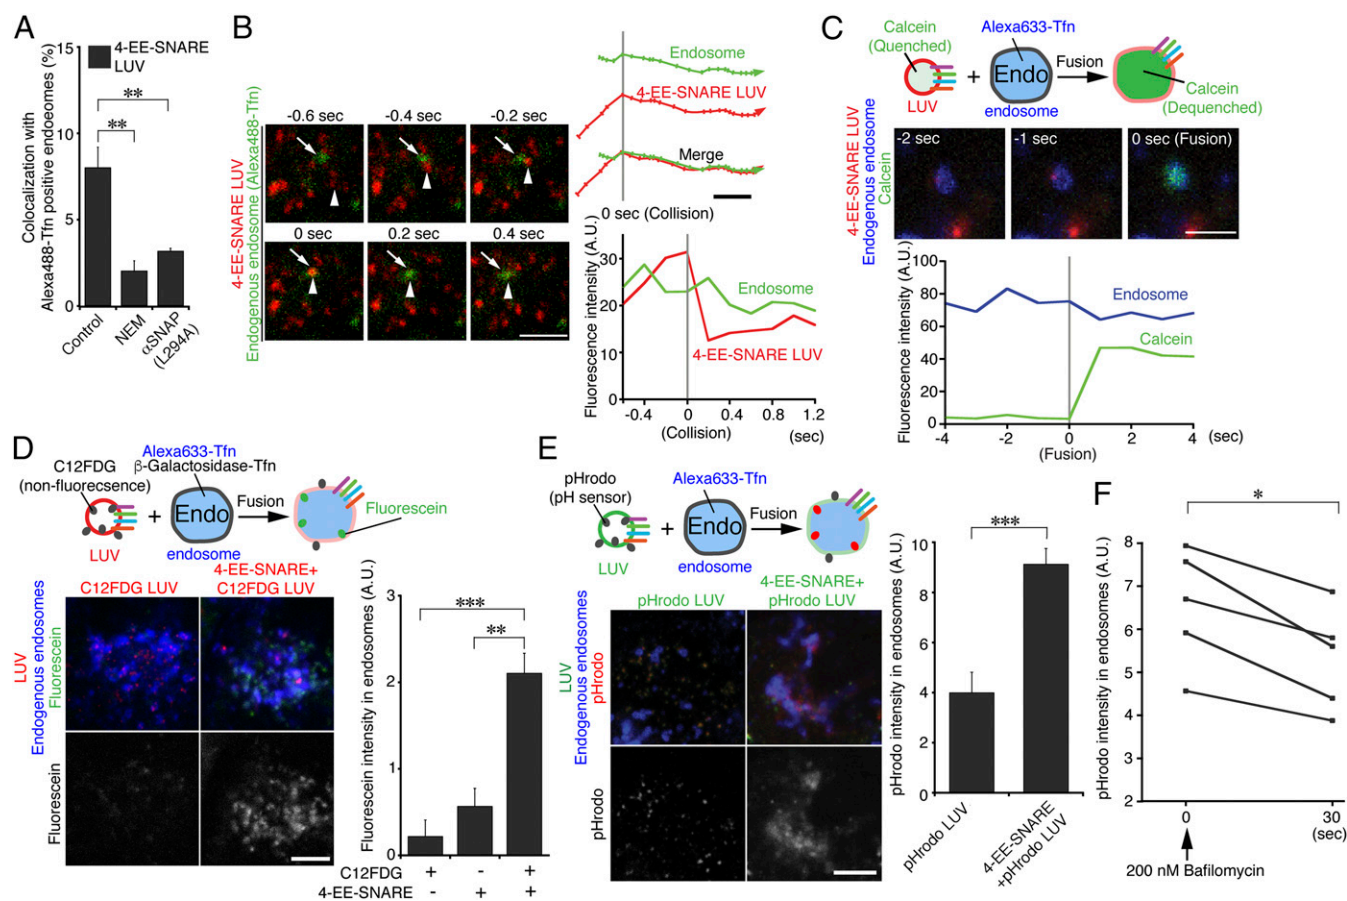 A
Colocalization with
Alexa488-Tfn positive endoemes (%)
15
10
5
0
4-EE-SNARE
LUV
**
**
Control
NEM
αSNAP
(L294A)
B
4-EE-SNARE LUV
Endogenous endosome (Alexa488-Tfn)
-0.6 sec
-0.4 sec
-0.2 sec
0 sec
0.2 sec
0.4 sec
Endosome
4-EE-SNARE LUV
Merge
0 sec (Collision)
Fluorescence intensity (A.U.)
30
20
10
0
Endosome
4-EE-SNARE LUV
-0.4
0
0.4
0.8
1.2
(Collision)
(sec)
C
Calcein
(Quenched)
LUV
+
Alexa633-Tfn
Endo
endosome
Fusion
Calcein
(Dequenched)
4-EE-SNARE LUV
Endogenous endosome
Calcein
-2 sec
-1 sec
0 sec (Fusion)
Fluorescence intensity (A.U.)
100
80
60
40
20
0
Endosome
Calcein
-4
-2
0
2
4
(sec)
(Fusion)
D
C12FDG
(non-fluorecsence)
LUV
+
Alexa633-Tfn
β-Galactosidase-Tfn
Endo
endosome
Fusion
Fluorescein
C12FDG LUV
4-EE-SNARE+
C12FDG LUV
LUV
Endogenous endosomes
Fluorescein
Fluorescein
Fluorescein intensity in endosomes (A.U.)
3
2
1
0
***
**
C12FDG + - +
4-EE-SNARE - + +
E
pHrodo
(pH sensor)
LUV
+
Alexa633-Tfn
Endo
endosome
Fusion
pHrodo LUV
4-EE-SNARE+
pHrodo LUV
LUV
Endogenous endosomes
pHrodo
pHrodo
pHrodo intensity in endosomes (A.U.)
10
8
6
4
2
0
***
pHrodo LUV
4-EE-SNARE
+pHrodo LUV
F
pHrodo intensity in endosomes (A.U.)
8
7
6
5
4
3
2
*
0
30
(sec)
200 nM Bafilomycin